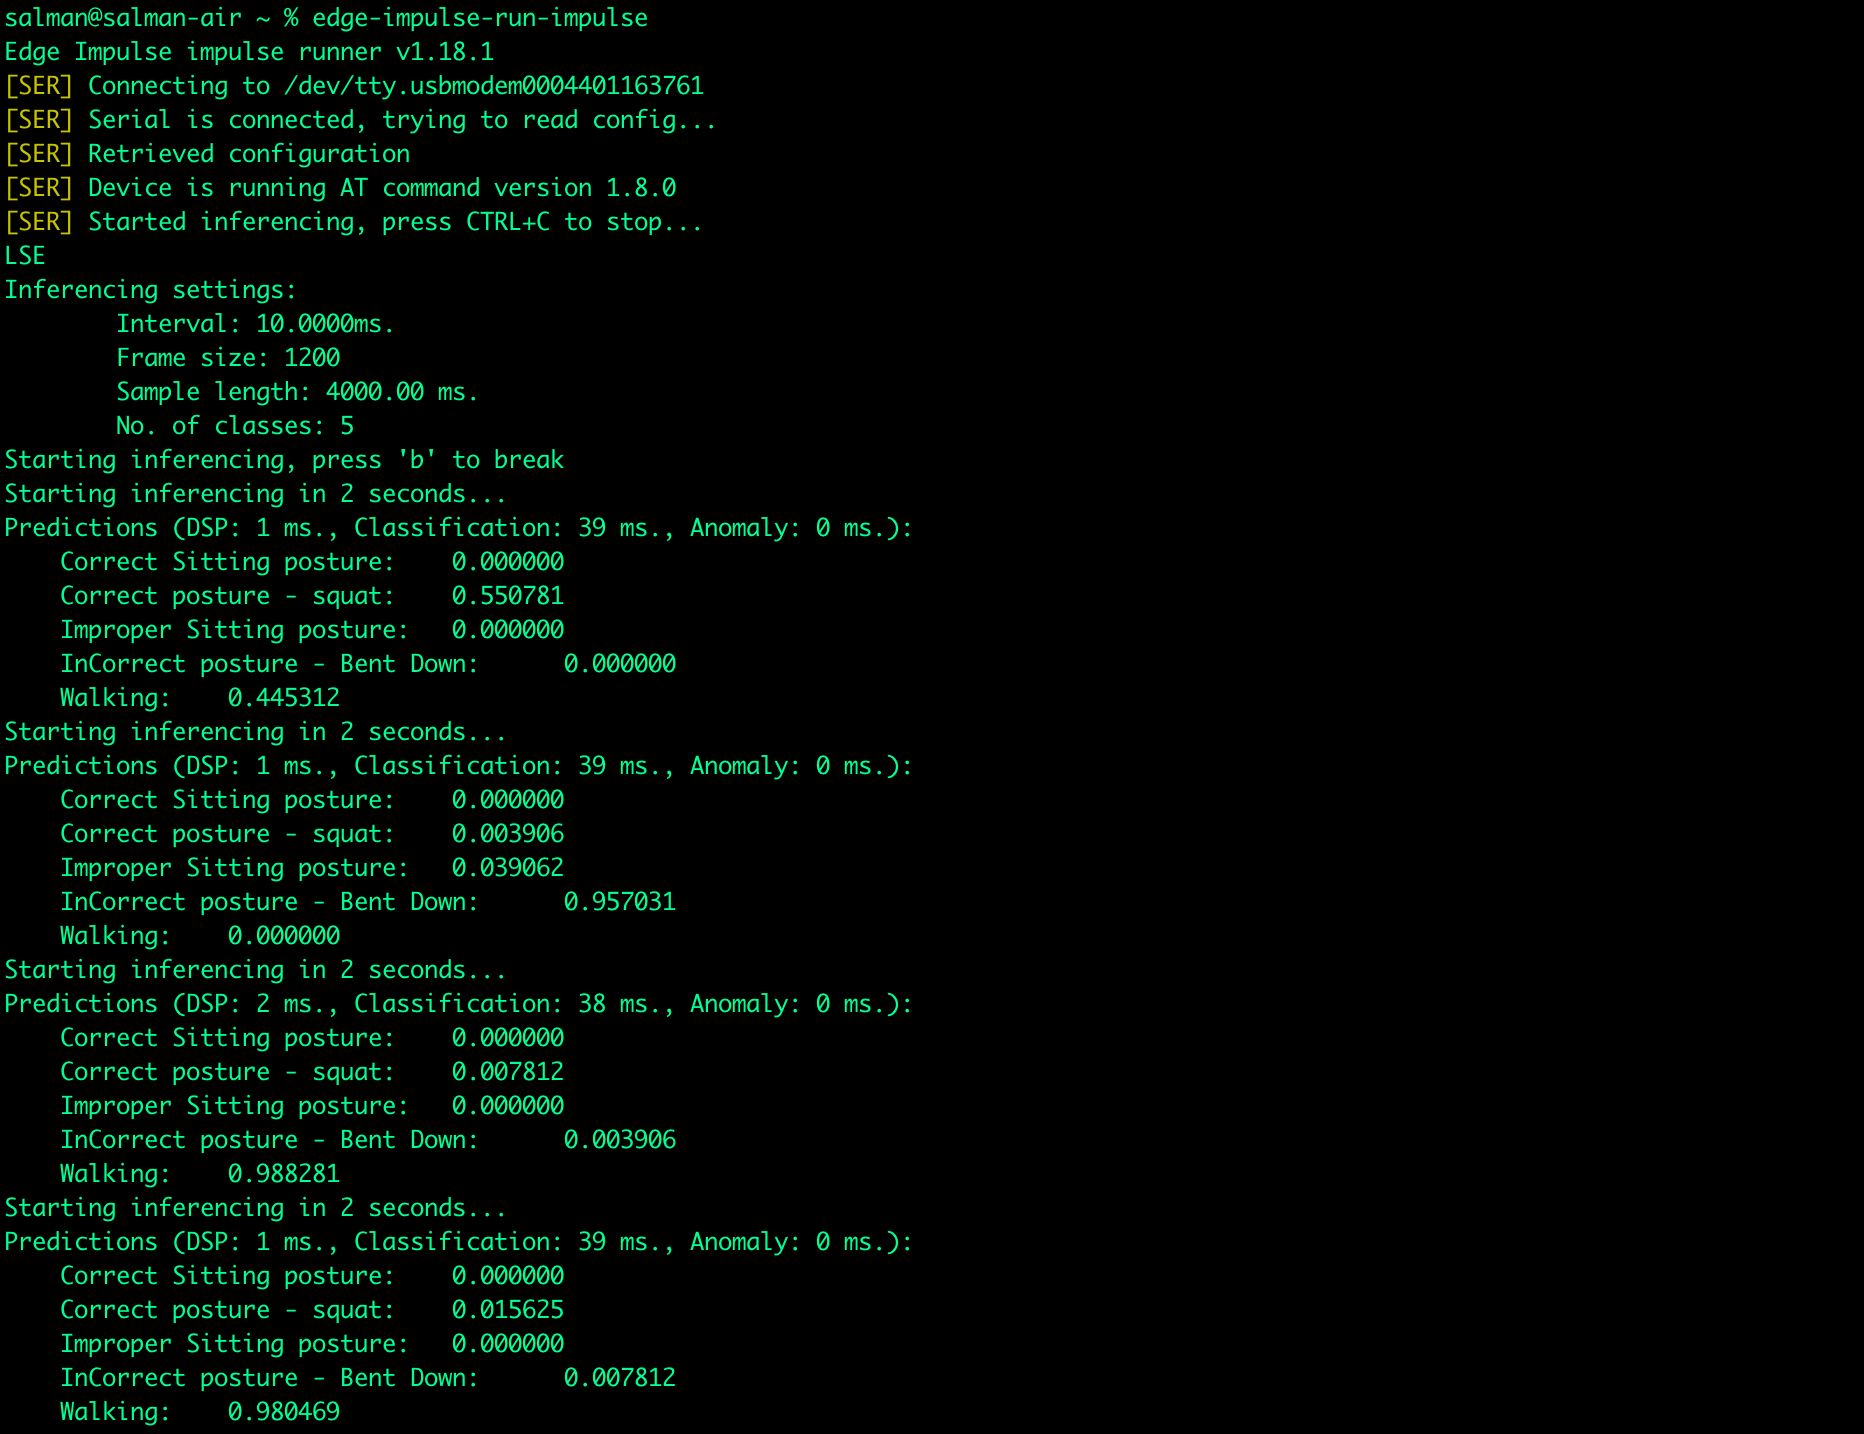 salman@salman-air ~ % edge-impulse-run-impulse
Edge Impulse impulse runner v1.18.1
[SER] Connecting to /dev/tty.usbmodem0004401163761
[SER] Serial is connected, trying to read config...
[SER] Retrieved configuration
[SER] Device is running AT command version 1.8.0
[SER] Started inferencing, press CTRL+C to stop...
LSE
Inferencing settings:
        Interval: 10.0000ms.
        Frame size: 1200
        Sample length: 4000.00 ms.
        No. of classes: 5
Starting inferencing, press 'b' to break
Starting inferencing in 2 seconds...
Predictions (DSP: 1 ms., Classification: 39 ms., Anomaly: 0 ms.):
    Correct Sitting posture:    0.000000
    Correct posture - squat:    0.550781
    Improper Sitting posture:   0.000000
    InCorrect posture - Bent Down:      0.000000
    Walking:    0.445312
Starting inferencing in 2 seconds...
Predictions (DSP: 1 ms., Classification: 39 ms., Anomaly: 0 ms.):
    Correct Sitting posture:    0.000000
    Correct posture - squat:    0.003906
    Improper Sitting posture:   0.039062
    InCorrect posture - Bent Down:      0.957031
    Walking:    0.000000
Starting inferencing in 2 seconds...
Predictions (DSP: 2 ms., Classification: 38 ms., Anomaly: 0 ms.):
    Correct Sitting posture:    0.000000
    Correct posture - squat:    0.007812
    Improper Sitting posture:   0.000000
    InCorrect posture - Bent Down:      0.003906
    Walking:    0.988281
Starting inferencing in 2 seconds...
Predictions (DSP: 1 ms., Classification: 39 ms., Anomaly: 0 ms.):
    Correct Sitting posture:    0.000000
    Correct posture - squat:    0.015625
    Improper Sitting posture:   0.000000
    InCorrect posture - Bent Down:      0.007812
    Walking:    0.980469